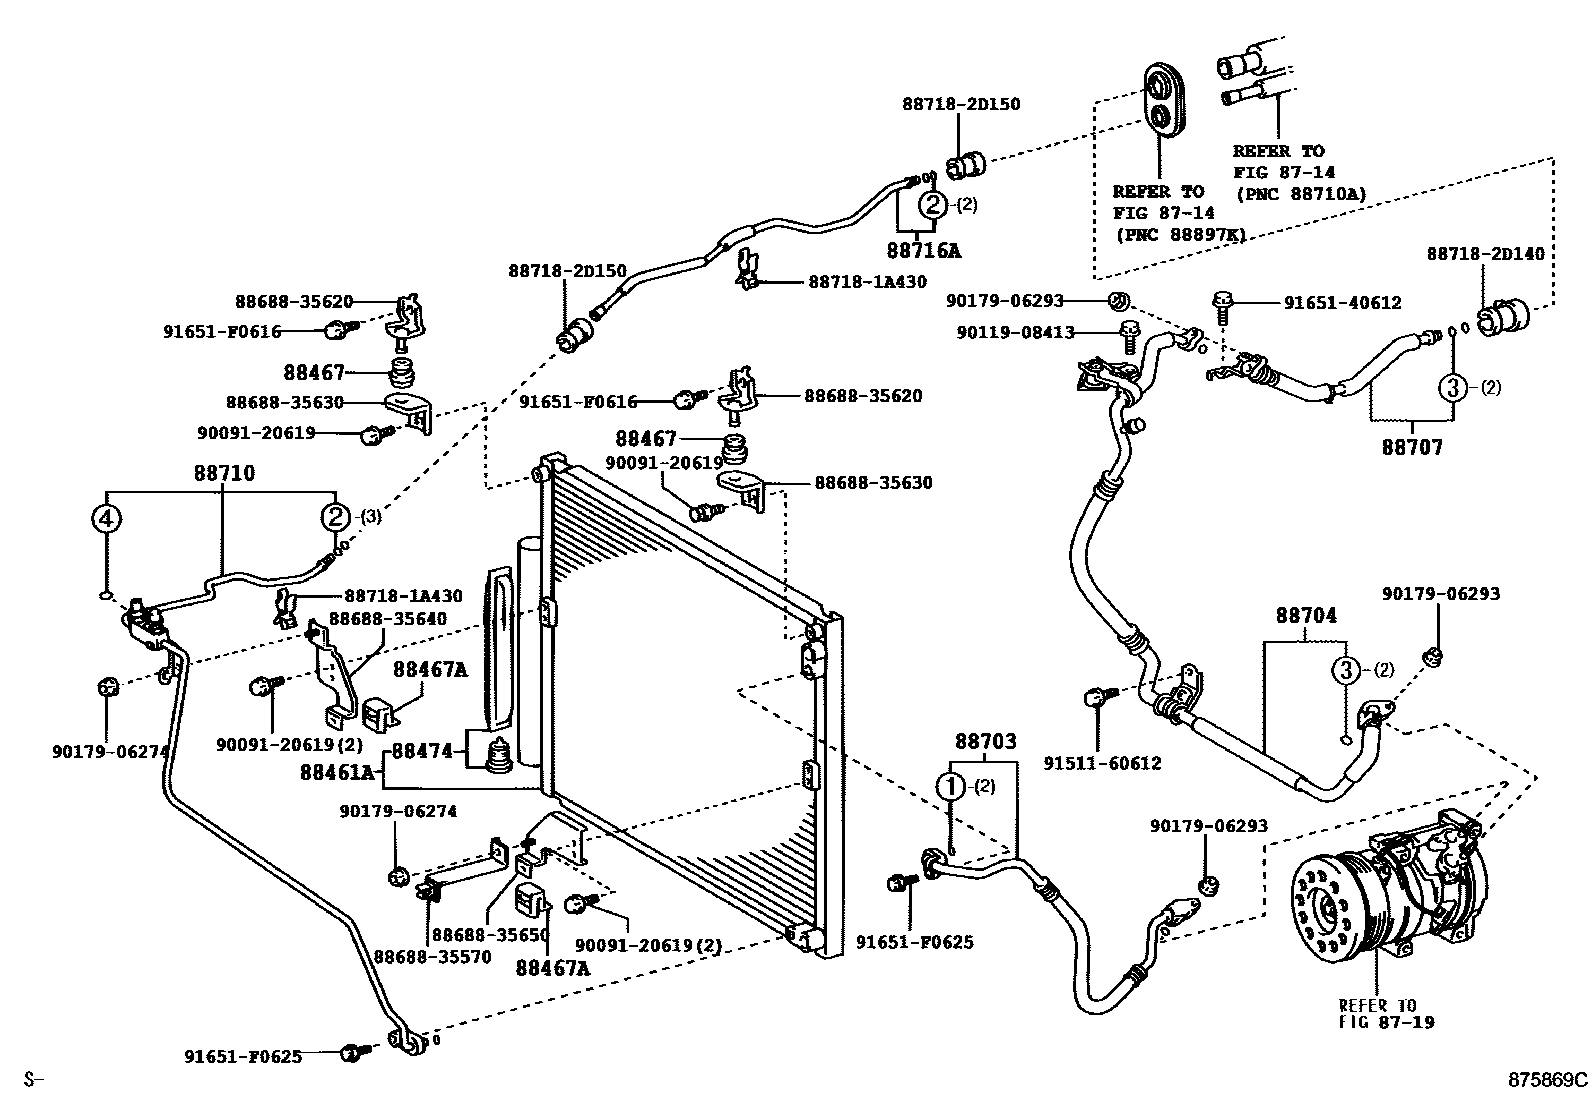 88718-2D150
REFER TO
FIG 87-14
(PNC 88710A)
REFER TO
FIG 87-14
(PNC 88897K)
2-(2)
88716A
88718-2D150
88718-1A430
88718-2D140
88688-35620
91651-F0616
90179-06293
91651-40612
90119-08413
88467
88688-35630
90091-20619
91651-F0616
88688-35620
3-(2)
88707
88467
90091-20619
88688-35630
88710
4
2-(3)
88718-1A430
88688-35640
88467A
90179-06293
88704
3-(2)
90179-06274
90091-20619(2)
88474
88461A
88703
1-(2)
91511-60612
90179-06274
90179-06293
88688-35650
88688-35570
90091-20619(2)
88467A
91651-F0625
91651-F0625
REFER TO
FIG 87-19
S-
875869C